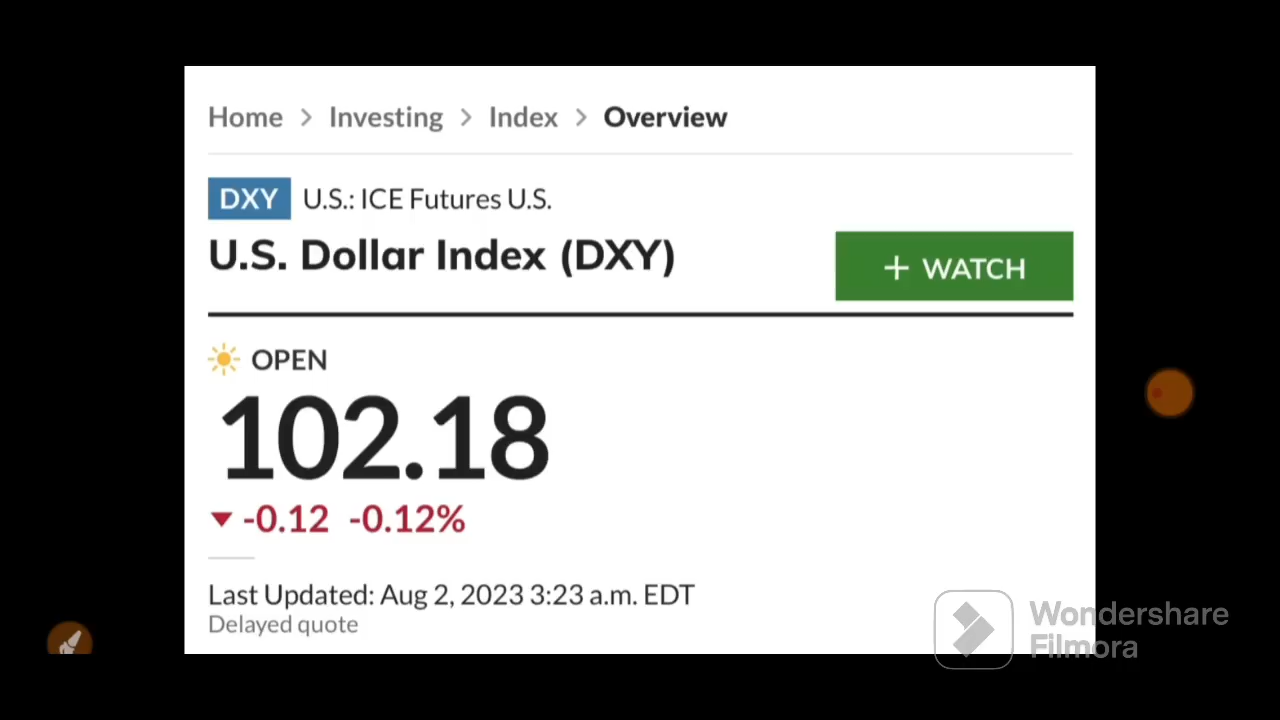 Home > Investing > Index > Overview
DXY U.S.: ICE Futures U.S.
U.S. Dollar Index (DXY)
+ WATCH
OPEN
102.18
-0.12 -0.12%
Last Updated: Aug 2, 2023 3:23 a.m. EDT
Delayed quote
Wondershare
Filmora